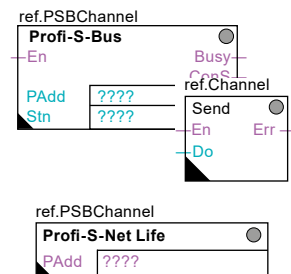 ref.PSBChannel
Profi-S-Bus
En Busy
ConS
PAdd ????
Stn ????
ref.Channel
Send
En Err
Do
ref.PSBChannel
Profi-S-Net Life
PAdd ????